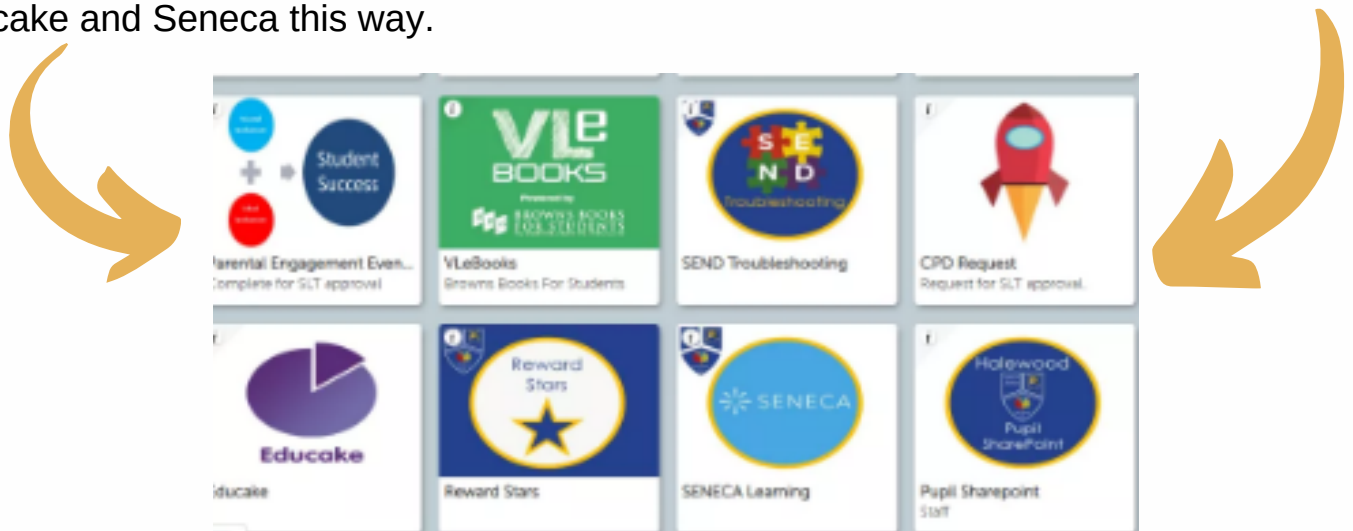 cake and Seneca this way.
Student
Success
VLe
BOOKS
Powered by
BROWNS BOOKS
FOR STUDENTS
S E
N D
Troubleshooting
arental Engagement Even...
VLeBooks
SEND Troubleshooting
CPD Request
Complete for SLT approval
Browns Books For Students
Request for SLT approval.
Educake
Reward
Stars
SENECA
Halewood
Pupil
SharePoint
ducake
Reward Stars
SENECA Learning
Pupil Sharepoint
Staff